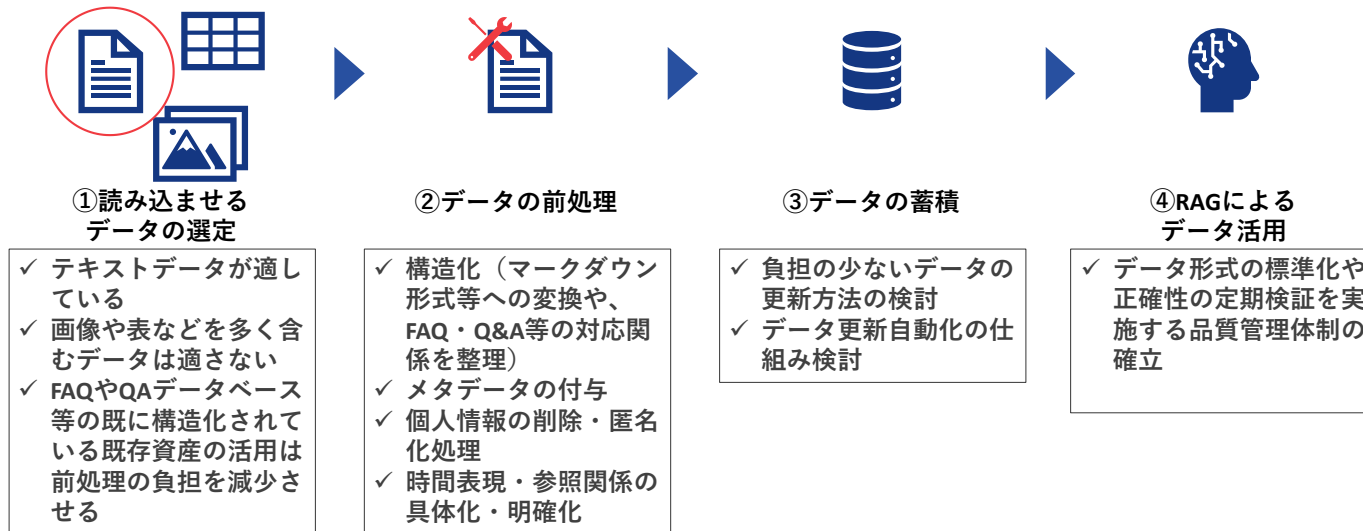 ①読み込ませる
データの選定
✓ テキストデータが適し
ている
✓ 画像や表などを多く含
むデータは適さない
✓ FAQやQAデータベース
等の既に構造化されて
いる既存資産の活用は
前処理の負担を減少さ
せる
②データの前処理
✓ 構造化（マークダウン
形式等への変換や、
FAQ・Q&A等の対応関
係を整理）
✓ メタデータの付与
✓ 個人情報の削除・匿名
化処理
✓ 時間表現・参照関係の
具体化・明確化
③データの蓄積
✓ 負担の少ないデータの
更新方法の検討
✓ データ更新自動化の仕
組み検討
④RAGによる
データ活用
✓ データ形式の標準化や
正確性の定期検証を実
施する品質管理体制の
確立